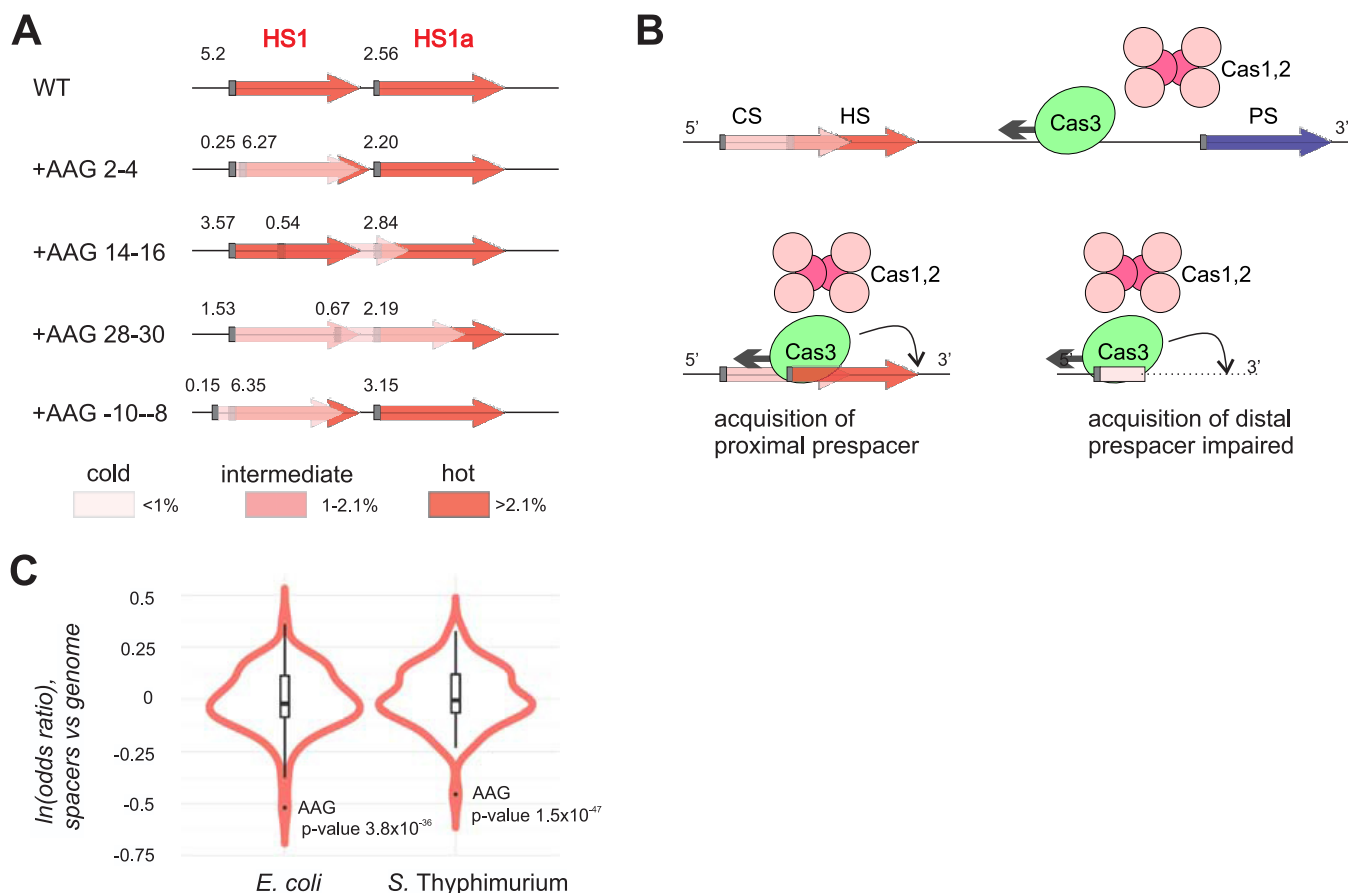 A
HS1 HS1a
5.2 2.56
WT
0.25 6.27 2.20
+AAG 2-4
3.57 0.54 2.84
+AAG 14-16
1.53 0.67 2.19
+AAG 28-30
0.15 6.35 3.15
+AAG -10--8
cold intermediate hot
<1% 1-2.1% >2.1%
B
Cas1,2
CS HS Cas3 PS
5' 3'
Cas1,2 Cas1,2
Cas3 Cas3
5' 3' 5' 3'
acquisition of
proximal prespacer
acquisition of distal
prespacer impaired
C
ln(odds ratio),
spacers vs genome
0.5
0.25
0
-0.25
-0.5
-0.75
AAG
p-value 3.8x10⁻³⁶
AAG
p-value 1.5x10⁻⁴⁷
E. coli S. Thyphimurium